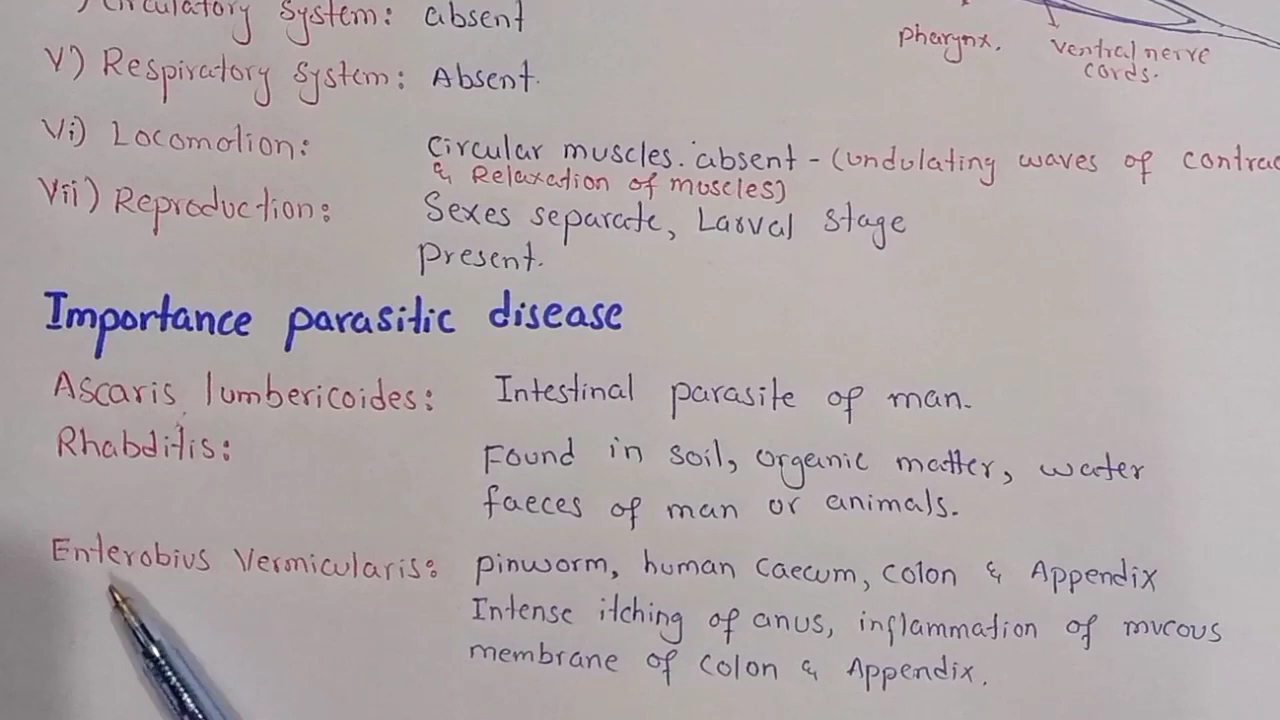 Circulatory System: absent
pharynx.
ventral nerve
cords.
V) Respiratory System: Absent.
Vi) Locomotion:
Circular muscles. absent - (undulating waves of contrac
& Relaxation of muscles)
Vii) Reproduction:
Sexes separate, Larval Stage
present.
Importance parasitic disease
Ascaris lumbericoides: Intestinal parasite of man.
Rhabditis:
Found in soil, organic matter, water
faeces of man or animals.
Enterobius Vermicularis: pinworm, human Caecum, Colon & Appendix
Intense itching of anus, inflammation of mucous
membrane of Colon & Appendix.